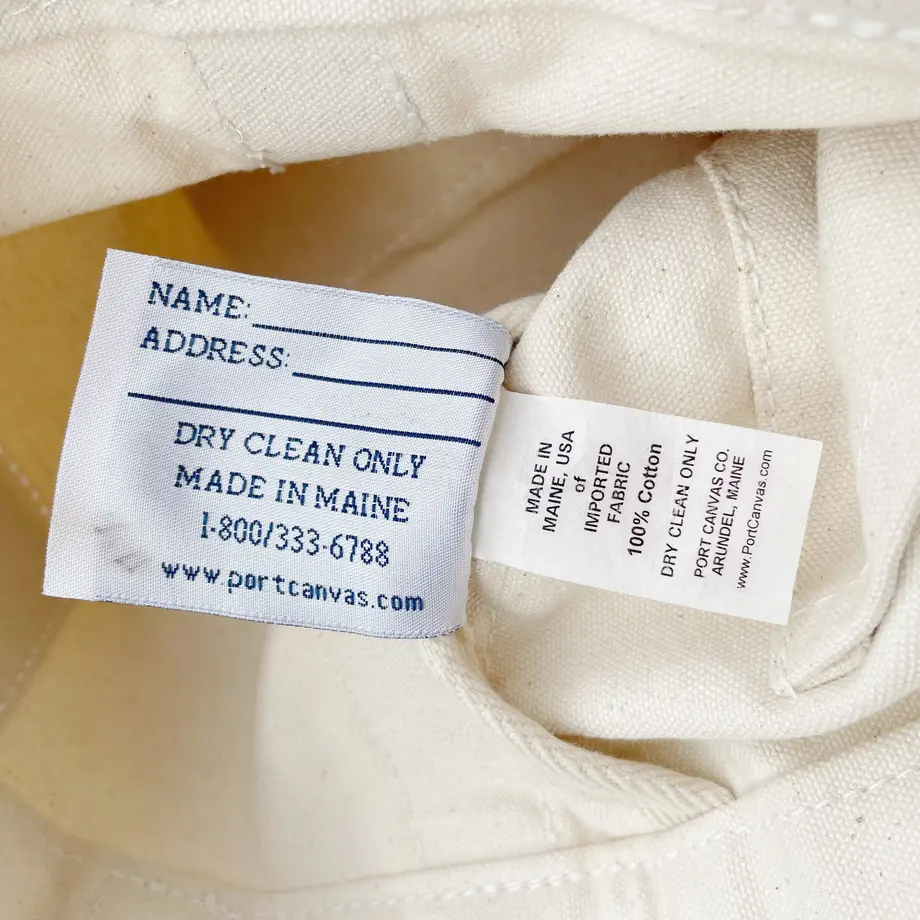 NAME:
ADDRESS:
DRY CLEAN ONLY
MADE IN MAINE
1-800/333-6788
www.portcanvas.com
MADE IN
MAINE, USA
of
IMPORTED
FABRIC
100% Cotton
DRY CLEAN ONLY
PORT CANVAS CO.
ARUNDEL, MAINE
www.PortCanvas.com